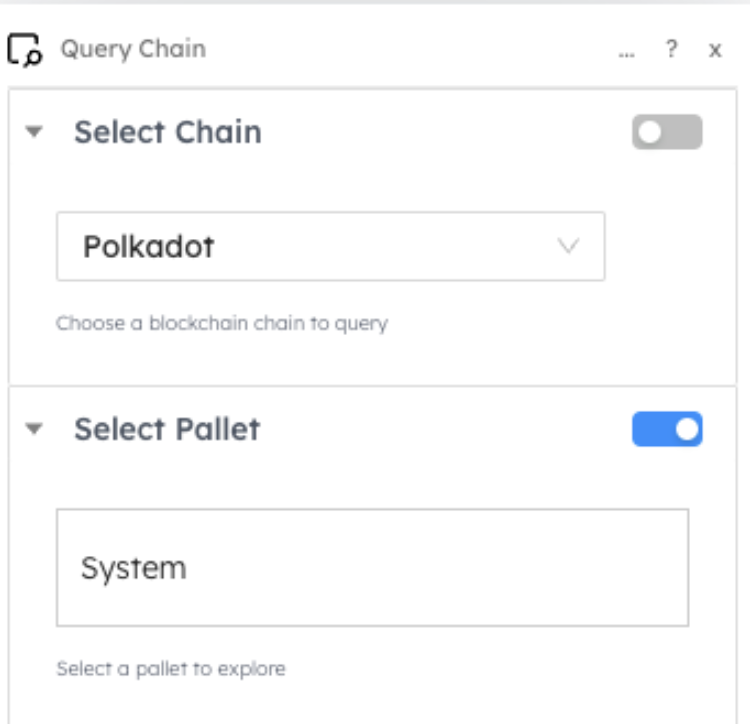 Query Chain ... ? x
Select Chain
Polkadot
Choose a blockchain chain to query
Select Pallet
System
Select a pallet to explore